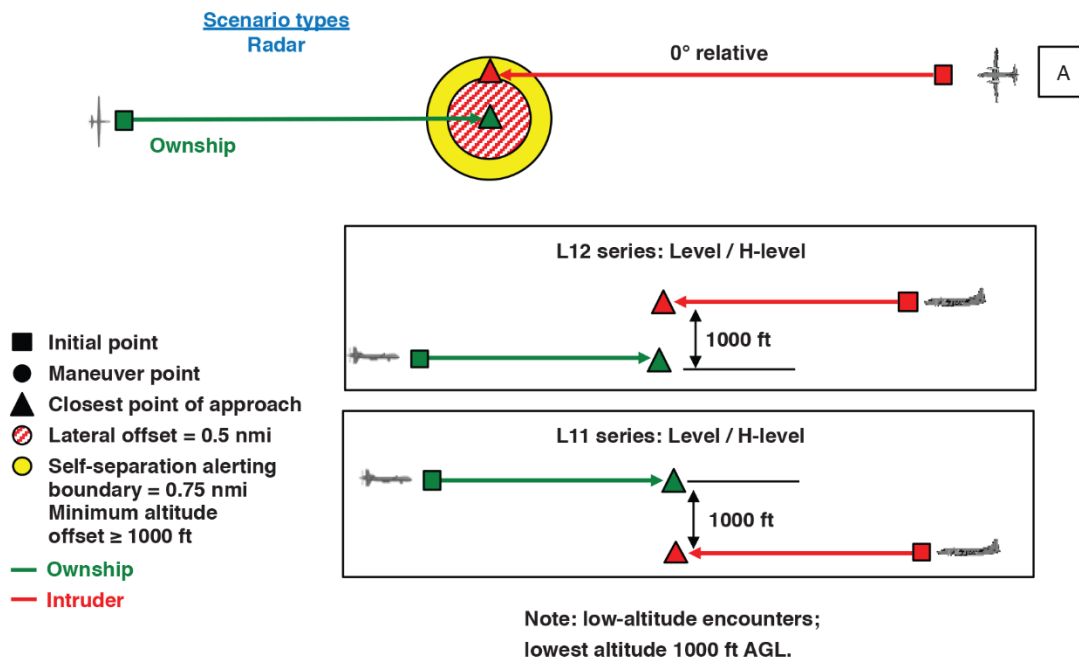 Scenario types
Radar
0° relative
A
Ownship
L12 series: Level / H-level
1000 ft
L11 series: Level / H-level
1000 ft
Initial point
Maneuver point
Closest point of approach
Lateral offset = 0.5 nmi
Self-separation alerting
boundary = 0.75 nmi
Minimum altitude
offset ≥ 1000 ft
Ownship
Intruder
Note: low-altitude encounters;
lowest altitude 1000 ft AGL.